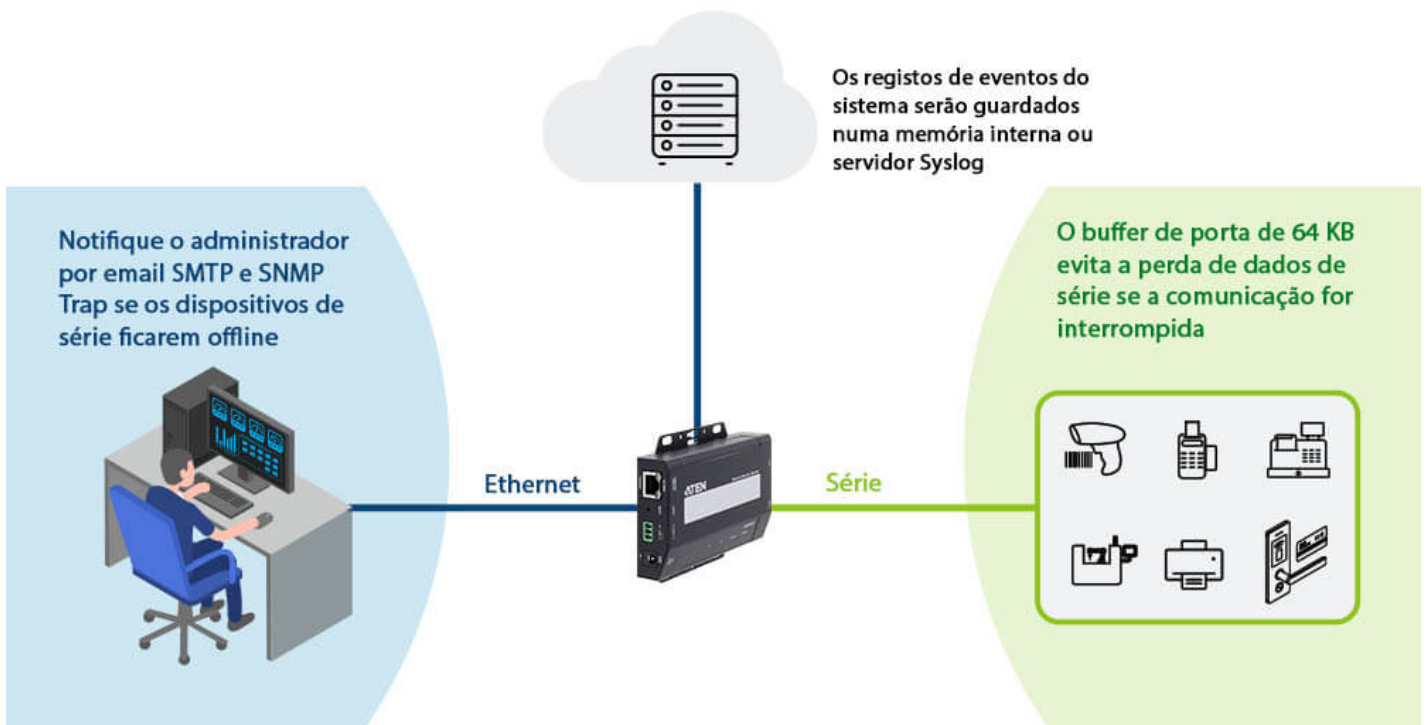 Os registos de eventos do
sistema serão guardados
numa memória interna ou
servidor Syslog
Notifique o administrador
por email SMTP e SNMP
Trap se os dispositivos de
série ficarem offline
O buffer de porta de 64 KB
evita a perda de dados de
série se a comunicação for
interrompida
Ethernet
ATEN
Série